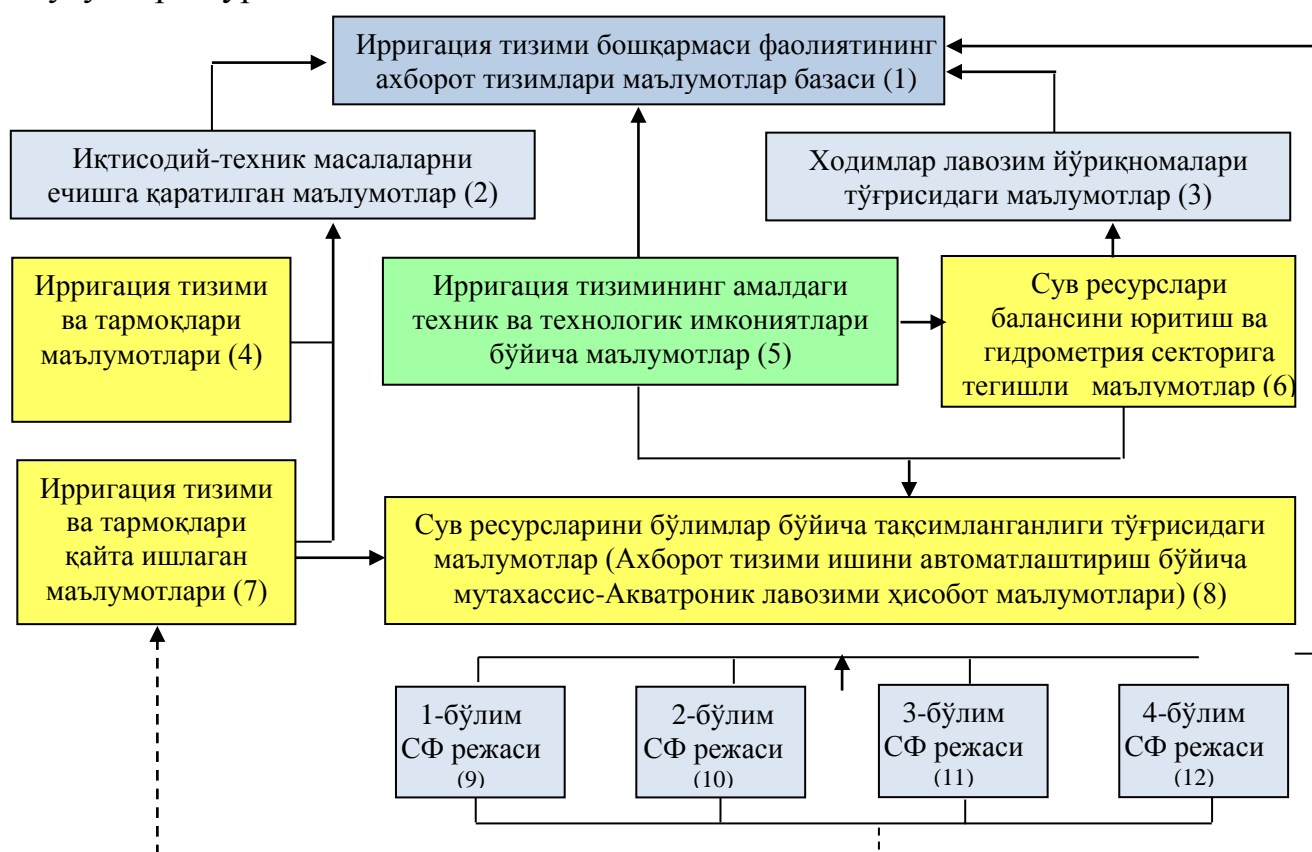 Ирригация тизими бошқармаси фаолиятининг
ахборот тизимлари маълумотлар базаси (1)
Иқтисодий-техник масалаларни
ечишга қаратилган маълумотлар (2)
Ходимлар лавозим йўриқномалари
тўғрисидаги маълумотлар (3)
Ирригация тизими
ва тармоқлари
маълумотлари (4)
Ирригация тизимининг амалдаги
техник ва технологик имкониятлари
бўйича маълумотлар (5)
Сув ресурслари
балансини юритиш ва
гидрометрия секторига
тегишли маълумотлар (6)
Ирригация тизими
ва тармоқлари
қайта ишлаган
маълумотлари (7)
Сув ресурсларини бўлимлар бўйича тақсимланганлиги тўғрисидаги
маълумотлар (Ахборот тизими ишини автоматлаштириш бўйича
мутахассис-Акватроник лавозими ҳисобот маълумотлари) (8)
1-бўлим
СФ режаси
(9)
2-бўлим
СФ режаси
(10)
3-бўлим
СФ режаси
(11)
4-бўлим
СФ режаси
(12)